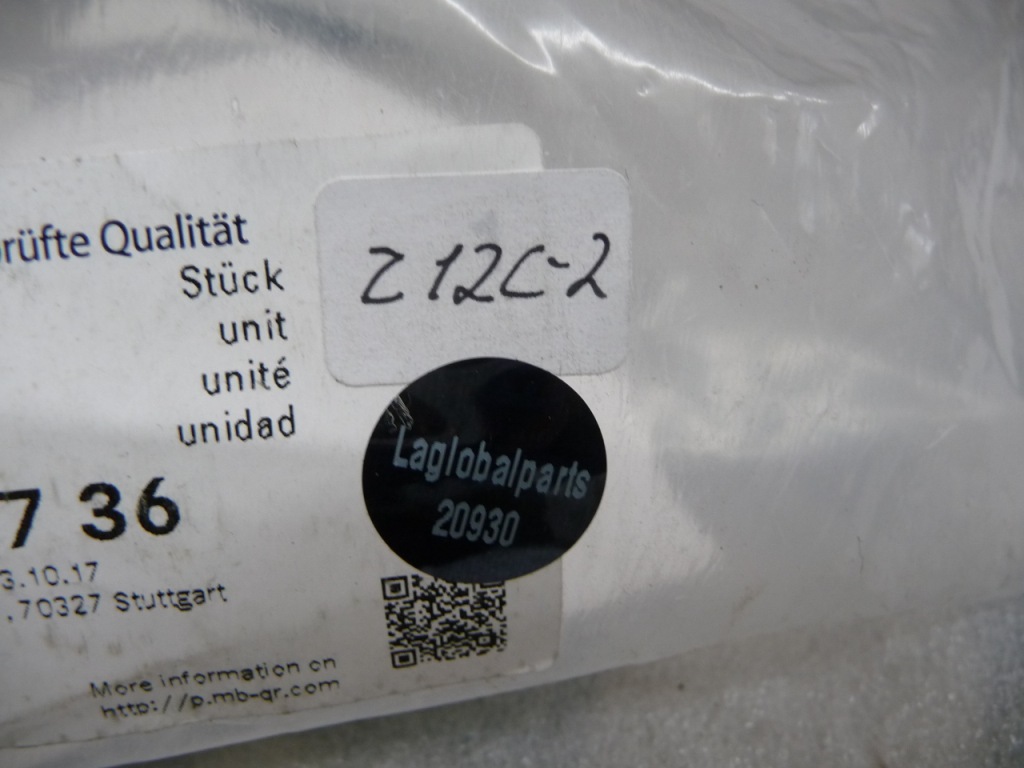 rüfte Qualität
Stück
unit
unité
unidad
Z12C-2
Laglobalparts
20930
7 36
3.10.17
.70327 Stuttgart
More information on
http://p.mb-qr.com